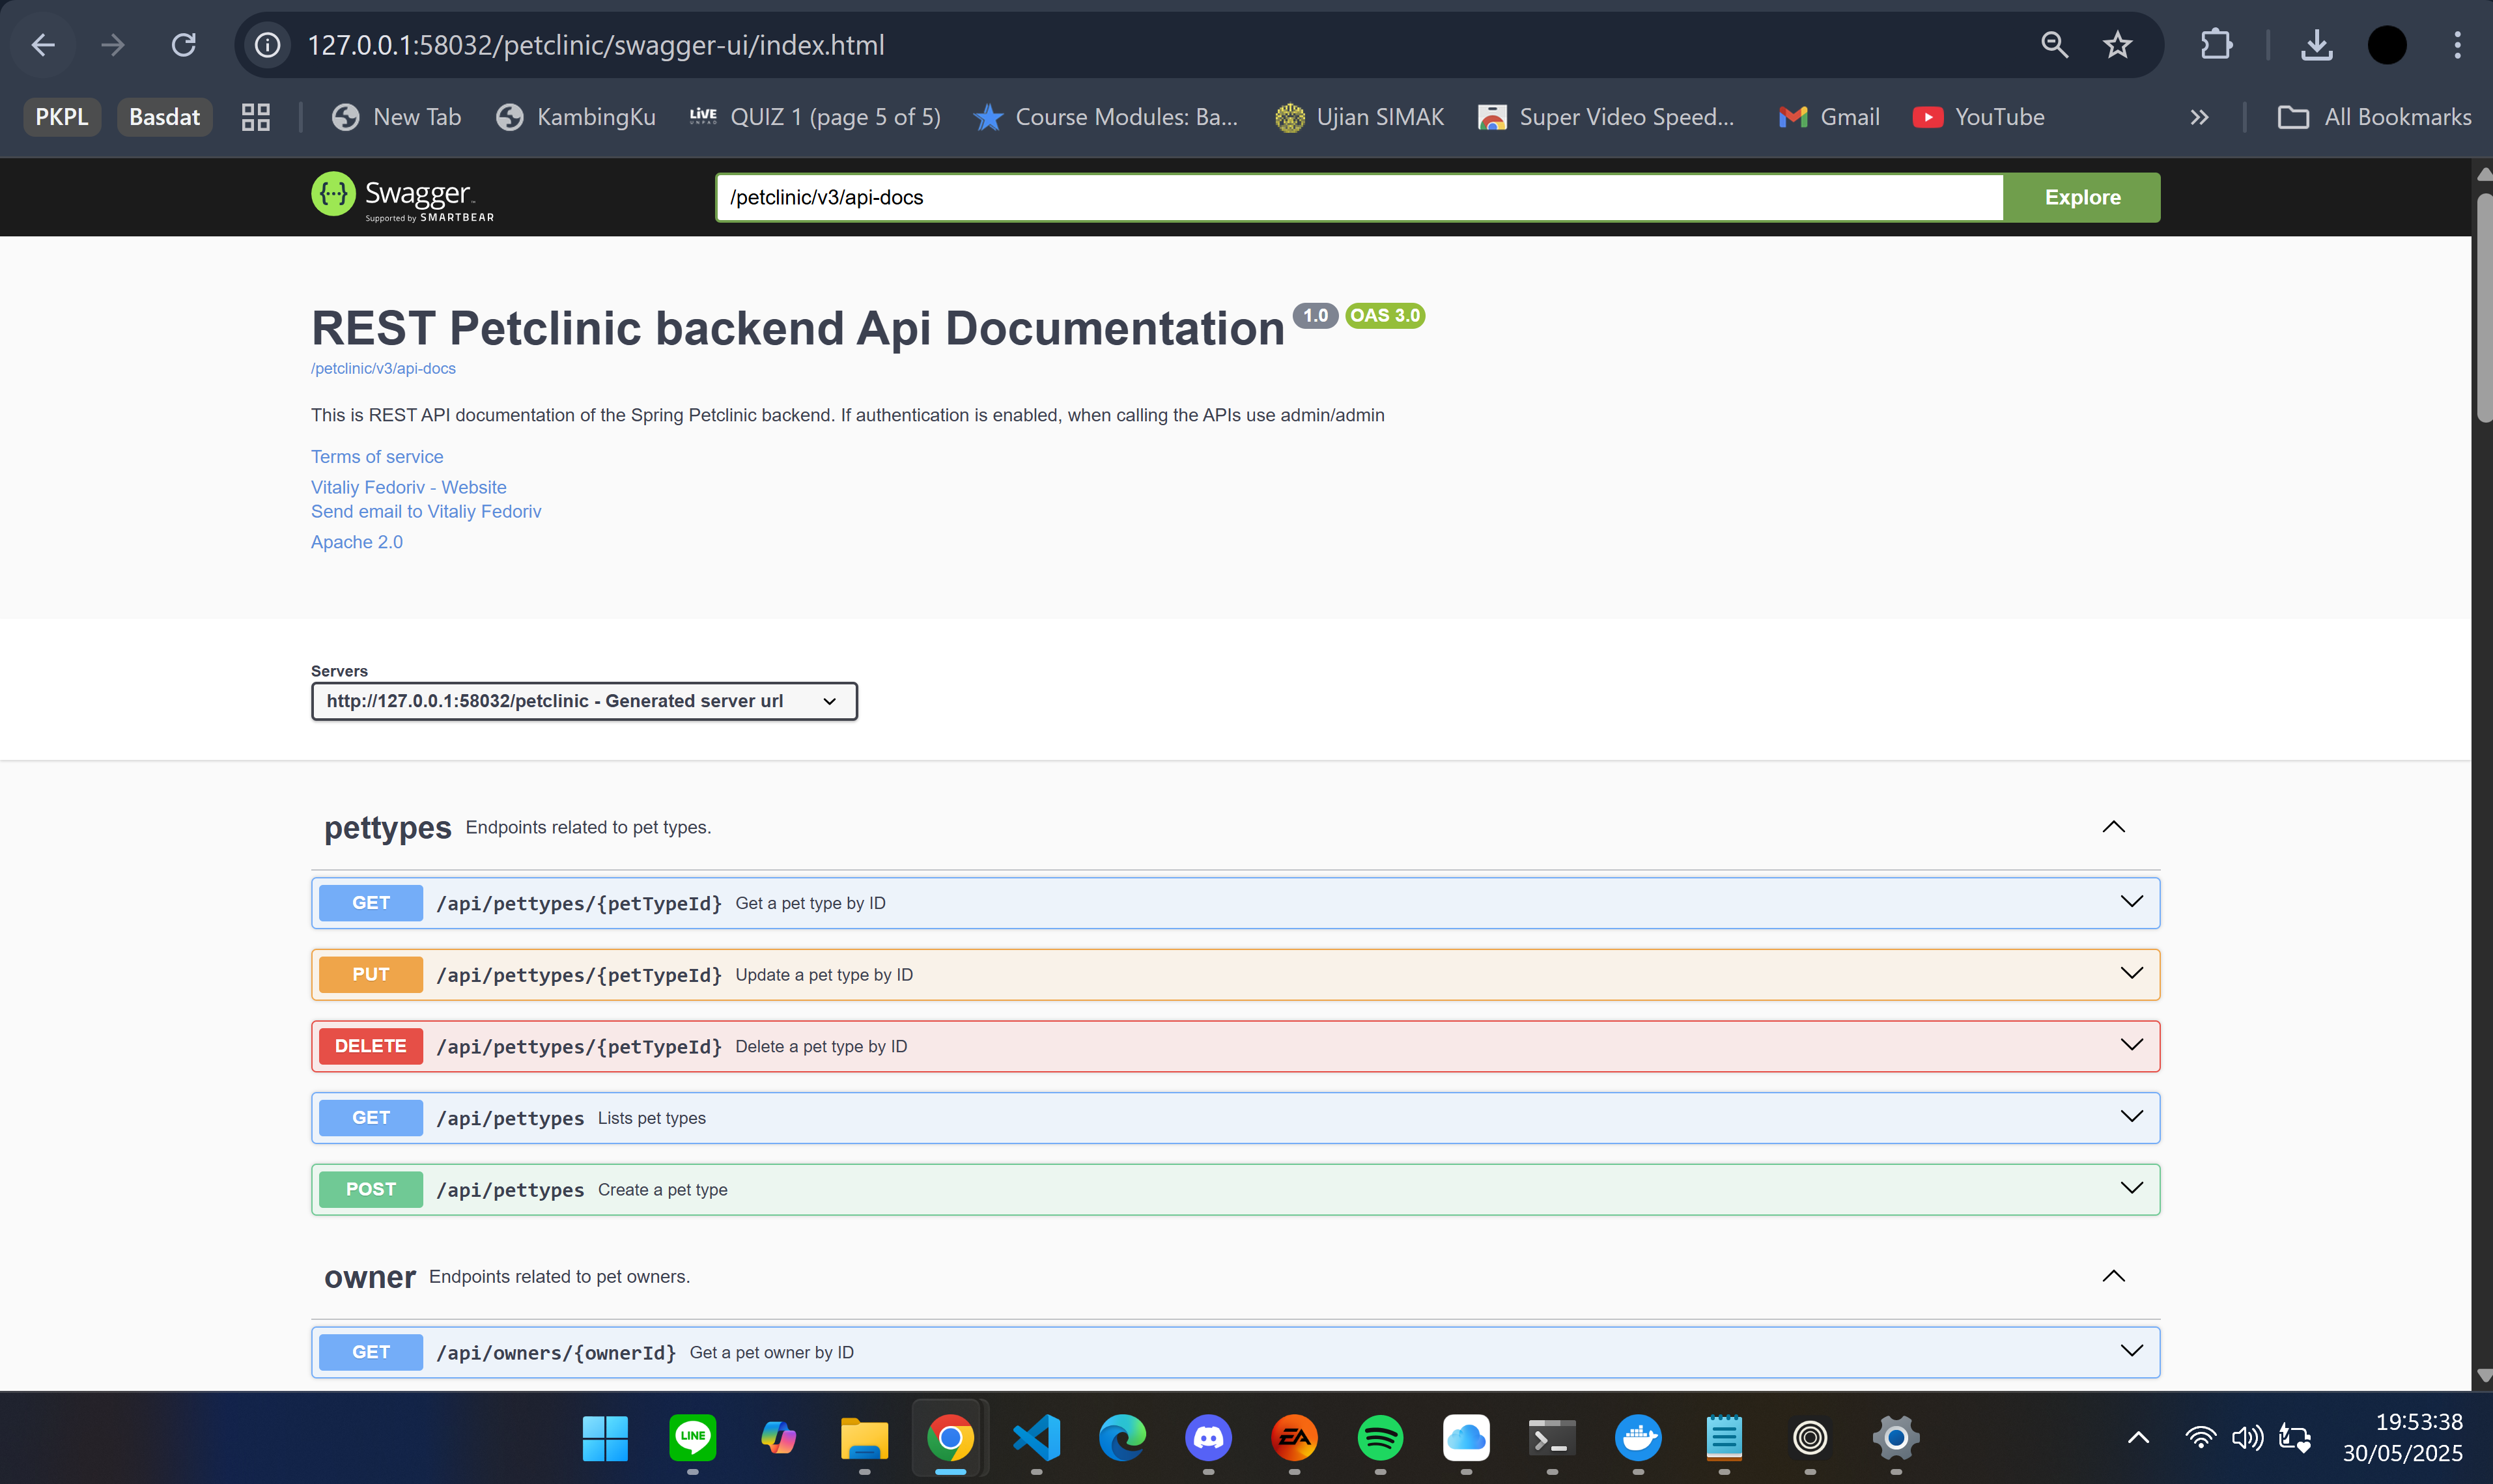 127.0.0.1:58032/petclinic/swagger-ui/index.html
PKPL Basdat New Tab KambingKu LiVE UNPAD QUIZ 1 (page 5 of 5) Course Modules: Ba... Ujian SIMAK Super Video Speed... Gmail YouTube » All Bookmarks
{···} Swagger™
Supported by SMARTBEAR
/petclinic/v3/api-docs
Explore
REST Petclinic backend Api Documentation 1.0 OAS 3.0
/petclinic/v3/api-docs
This is REST API documentation of the Spring Petclinic backend. If authentication is enabled, when calling the APIs use admin/admin
Terms of service
Vitaliy Fedoriv - Website
Send email to Vitaliy Fedoriv
Apache 2.0
Servers
http://127.0.0.1:58032/petclinic - Generated server url
pettypes Endpoints related to pet types.
GET /api/pettypes/{petTypeId} Get a pet type by ID
PUT /api/pettypes/{petTypeId} Update a pet type by ID
DELETE /api/pettypes/{petTypeId} Delete a pet type by ID
GET /api/pettypes Lists pet types
POST /api/pettypes Create a pet type
owner Endpoints related to pet owners.
GET /api/owners/{ownerId} Get a pet owner by ID
LINE EA
19:53:38
30/05/2025